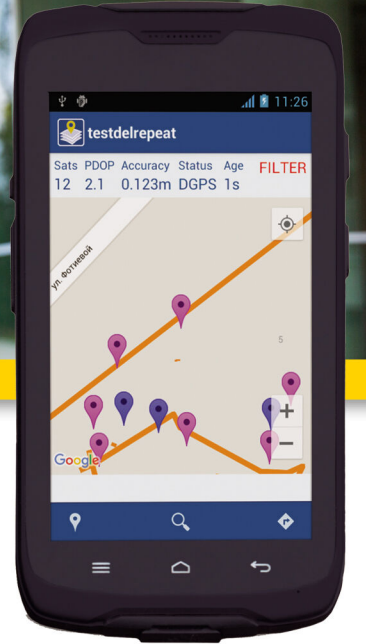 11:26
testdelrepeat
Sats PDOP Accuracy Status Age FILTER
12 2.1 0.123m DGPS 1s
ул. Фотиевой
5
Google